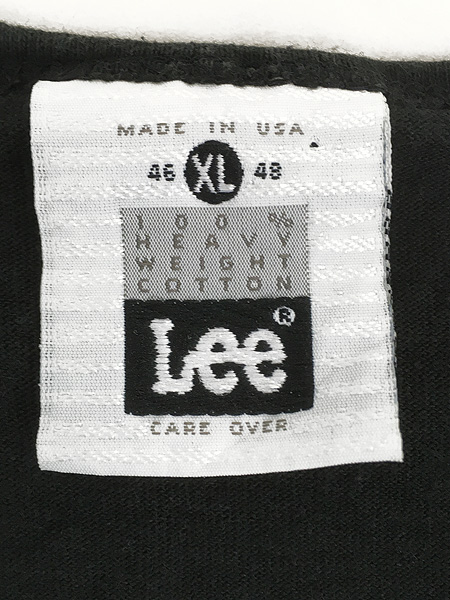 MADE IN USA
46 XL 48
100%
HEAVY
WEIGHT
COTTON
Lee®
CARE OVER